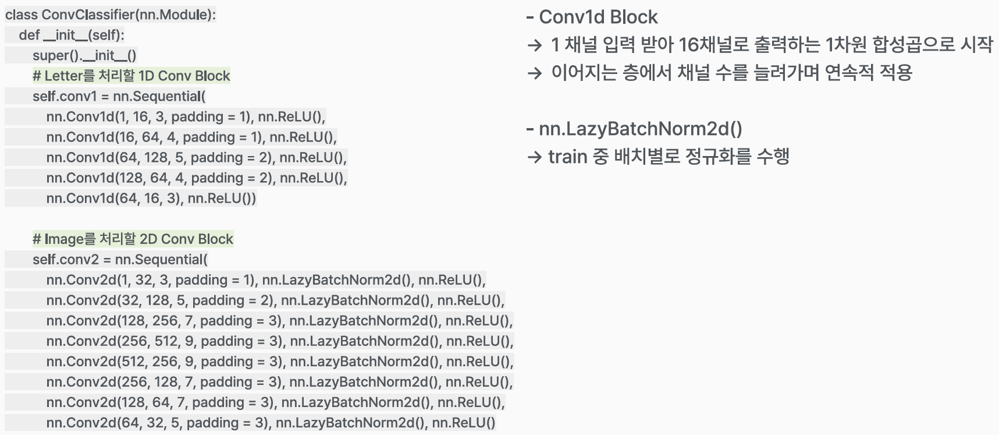 class ConvClassifier(nn.Module):
def __init__(self):
super().__init__()
# Letter를 처리할 1D Conv Block
self.conv1 = nn.Sequential(
nn.Conv1d(1, 16, 3, padding = 1), nn.ReLU(),
nn.Conv1d(16, 64, 4, padding = 1), nn.ReLU(),
nn.Conv1d(64, 128, 5, padding = 2), nn.ReLU(),
nn.Conv1d(128, 64, 4, padding = 2), nn.ReLU(),
nn.Conv1d(64, 16, 3), nn.ReLU())
# Image를 처리할 2D Conv Block
self.conv2 = nn.Sequential(
nn.Conv2d(1, 32, 3, padding = 1), nn.LazyBatchNorm2d(), nn.ReLU(),
nn.Conv2d(32, 128, 5, padding = 2), nn.LazyBatchNorm2d(), nn.ReLU(),
nn.Conv2d(128, 256, 7, padding = 3), nn.LazyBatchNorm2d(), nn.ReLU(),
nn.Conv2d(256, 512, 9, padding = 3), nn.LazyBatchNorm2d(), nn.ReLU(),
nn.Conv2d(512, 256, 9, padding = 3), nn.LazyBatchNorm2d(), nn.ReLU(),
nn.Conv2d(256, 128, 7, padding = 3), nn.LazyBatchNorm2d(), nn.ReLU(),
nn.Conv2d(128, 64, 7, padding = 3), nn.LazyBatchNorm2d(), nn.ReLU(),
nn.Conv2d(64, 32, 5, padding = 3), nn.LazyBatchNorm2d(), nn.ReLU()
- Conv1d Block
→ 1 채널 입력 받아 16채널로 출력하는 1차원 합성곱으로 시작
→ 이어지는 층에서 채널 수를 늘려가며 연속적 적용
- nn.LazyBatchNorm2d()
→ train 중 배치별로 정규화를 수행